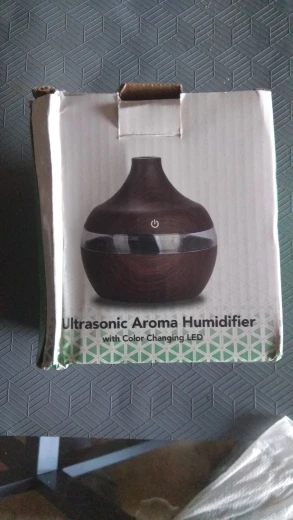 Ultrasonic Aroma Humidifier
with Color Changing LED